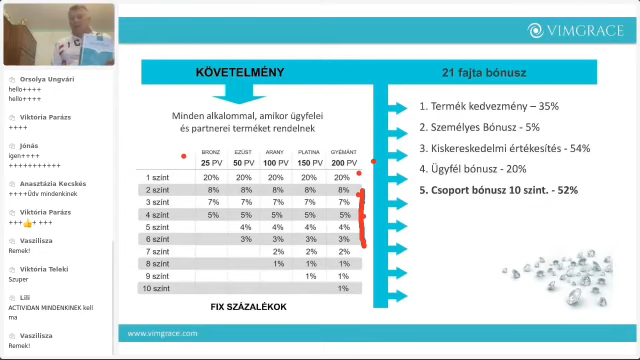 Orsolya Ungvári
hello++++
hello++++
Viktoria Parázs
++++
Jónás
igen++++
+++++++++++
Anasztázia Kecskés
++++Üdv mindenkinek
Viktoria Parázs
+++👍+ +++
Vaszilisza
Remek!
Viktória Teleki
Szuper
Lili
ACTIVIDAN MINDENKINEK kell
ma
Vaszilisza
Remek!
VIMGRACE
KÖVETELMÉNY
21 fajta bónusz
Minden alkalommal, amikor ügyfelei
és partnerei terméket rendelnek
BRONZ EZÜST ARANY PLATINA GYÉMÁNT
25 PV 50 PV 100 PV 150 PV 200 PV
1 szint 20% 20% 20% 20% 20%
2 szint 8% 8% 8% 8% 8%
3 szint 7% 7% 7% 7% 7%
4 szint 5% 5% 5% 5% 5%
5 szint 4% 4% 4% 4%
6 szint 3% 3% 3% 3%
7 szint 2% 2% 2%
8 szint 1% 1% 1%
9 szint 1% 1%
10 szint 1%
FIX SZÁZALÉKOK
1. Termék kedvezmény – 35%
2. Személyes Bónusz - 5%
3. Kiskereskedelmi értékesítés - 54%
4. Ügyfél bónusz - 20%
5. Csoport bónusz 10 szint. - 52%
www.vimgrace.com